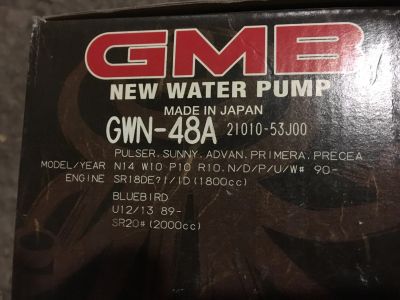 GMB
NEW WATER PUMP
MADE IN JAPAN
GWN-48A 21010-53J00
PULSER. SUNNY. ADVAN. PRIMERA. PRECEA
MODEL/YEAR N14 W10 P10 R10. N/D/P/U/W# 90-
ENGINE SR18DE?I/ID(1800cc)
BLUEBIRD
U12/13 89-
SR20#(2000cc)